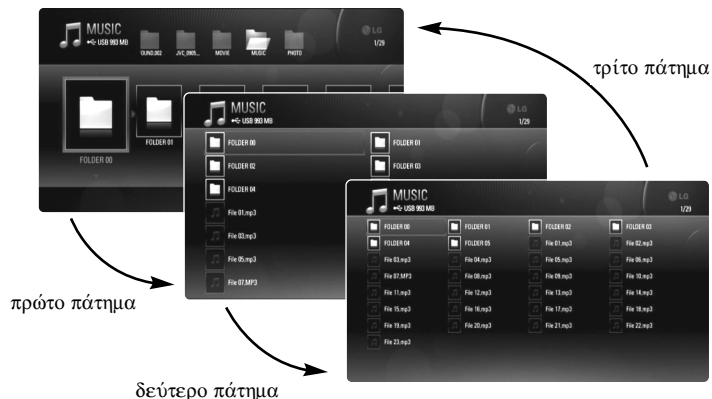 MUSIC
USB 993 MB
LG
1/29
OUND.002
JVC_0905...
MOVIE
MUSIC
PHOTO
FOLDER 00
FOLDER 01
τρίτο πάτημα
MUSIC
USB 993 MB
LG
1/29
FOLDER 00 FOLDER 01
FOLDER 02 FOLDER 03
FOLDER 04
File 01.mp3
File 03.mp3
File 05.mp3
File 07.MP3
MUSIC
USB 993 MB
LG
1/29
FOLDER 00 FOLDER 01 FOLDER 02 FOLDER 03
FOLDER 04 FOLDER 05 File 01.mp3 File 02.mp3
File 03.mp3 File 04.mp3 File 05.mp3 File 06.mp3
File 07.MP3 File 08.mp3 File 09.mp3 File 10.mp3
File 11.mp3 File 12.mp3 File 13.mp3 File 14.mp3
File 15.mp3 File 16.mp3 File 17.mp3 File 18.mp3
File 19.mp3 File 20.mp3 File 21.mp3 File 22.mp3
File 23.mp3
πρώτο πάτημα
δεύτερο πάτημα